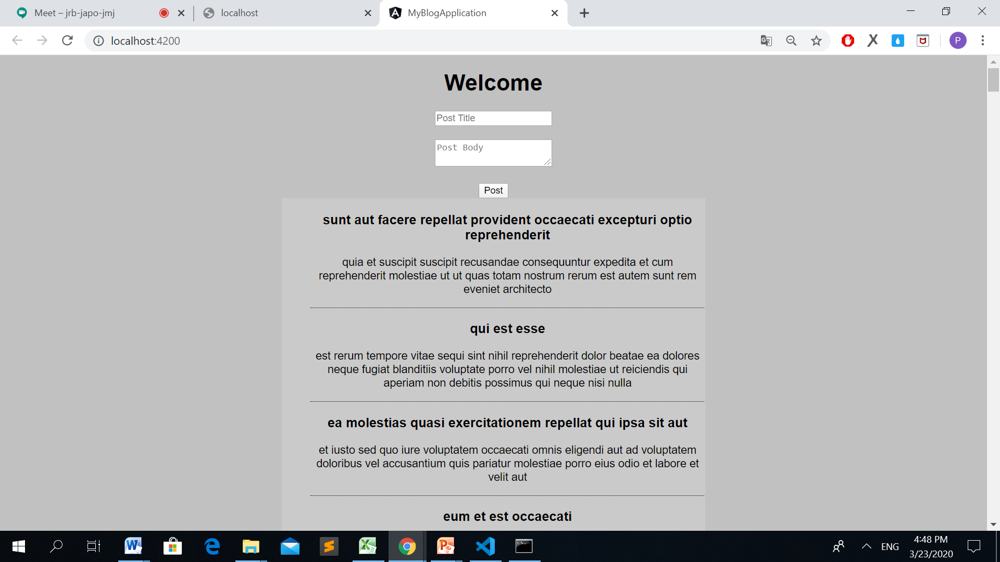 Meet – jrb-japo-jmj
localhost
MyBlogApplication
localhost:4200
P
Welcome
Post Title
Post Body
Post
sunt aut facere repellat provident occaecati excepturi optio
reprehenderit
quia et suscipit suscipit recusandae consequuntur expedita et cum
reprehenderit molestiae ut ut quas totam nostrum rerum est autem sunt rem
eveniet architecto
qui est esse
est rerum tempore vitae sequi sint nihil reprehenderit dolor beatae ea dolores
neque fugiat blanditiis voluptate porro vel nihil molestiae ut reiciendis qui
aperiam non debitis possimus qui neque nisi nulla
ea molestias quasi exercitationem repellat qui ipsa sit aut
et iusto sed quo iure voluptatem occaecati omnis eligendi aut ad voluptatem
doloribus vel accusantium quis pariatur molestiae porro eius odio et labore et
velit aut
eum et est occaecati
ENG
4:48 PM
3/23/2020